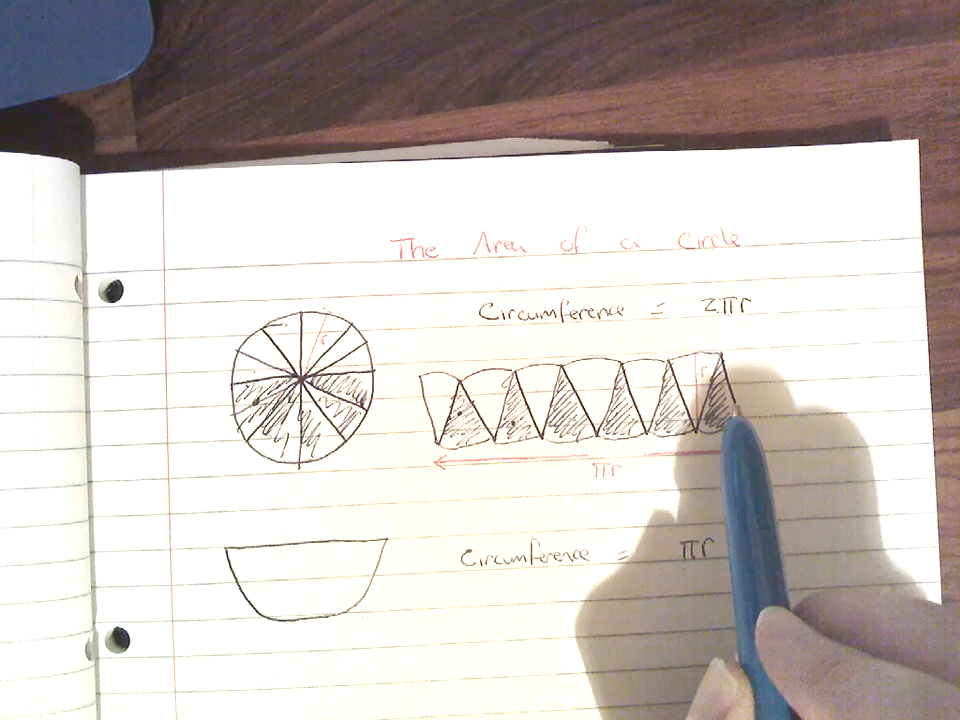 The Area of a Circle
Circumference = 2πr
r
r
πr
Circumference = πr